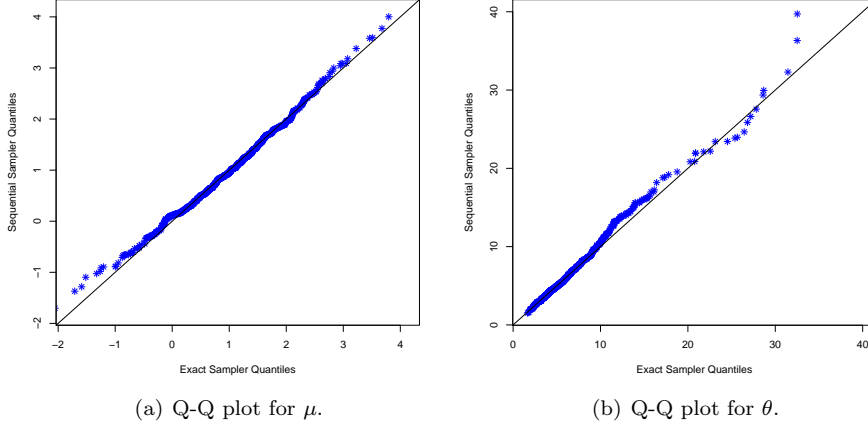 4
3
2
1
0
−1
−2
Sequential Sampler Quantiles
−2 −1 0 1 2 3 4
Exact Sampler Quantiles
(a) Q-Q plot for μ.
40
30
20
10
0
Sequential Sampler Quantiles
0 10 20 30 40
Exact Sampler Quantiles
(b) Q-Q plot for θ.